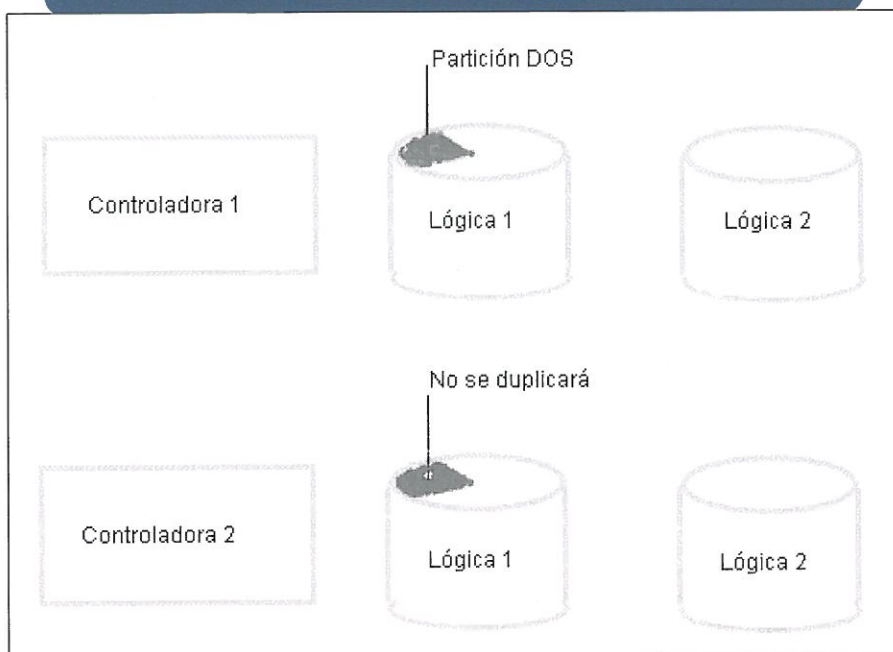 Partición DOS
Controladora 1
Lógica 1
Lógica 2
No se duplicará
Controladora 2
Lógica 1
Lógica 2